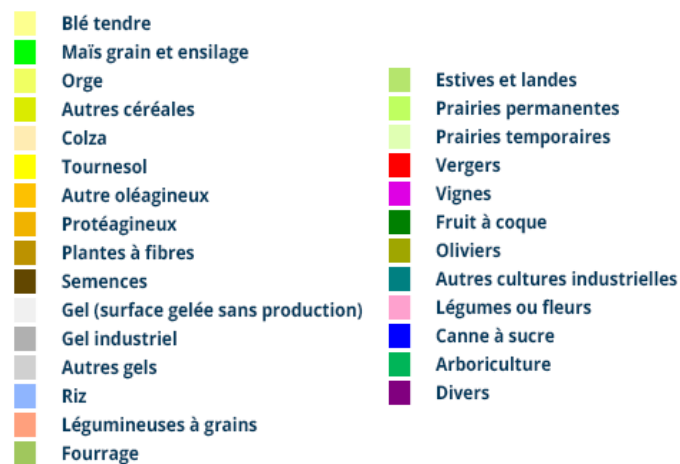 Blé tendre
Maïs grain et ensilage
Orge
Autres céréales
Colza
Tournesol
Autre oléagineux
Protéagineux
Plantes à fibres
Semences
Gel (surface gelée sans production)
Gel industriel
Autres gels
Riz
Légumineuses à grains
Fourrage
Estives et landes
Prairies permanentes
Prairies temporaires
Vergers
Vignes
Fruit à coque
Oliviers
Autres cultures industrielles
Légumes ou fleurs
Canne à sucre
Arboriculture
Divers